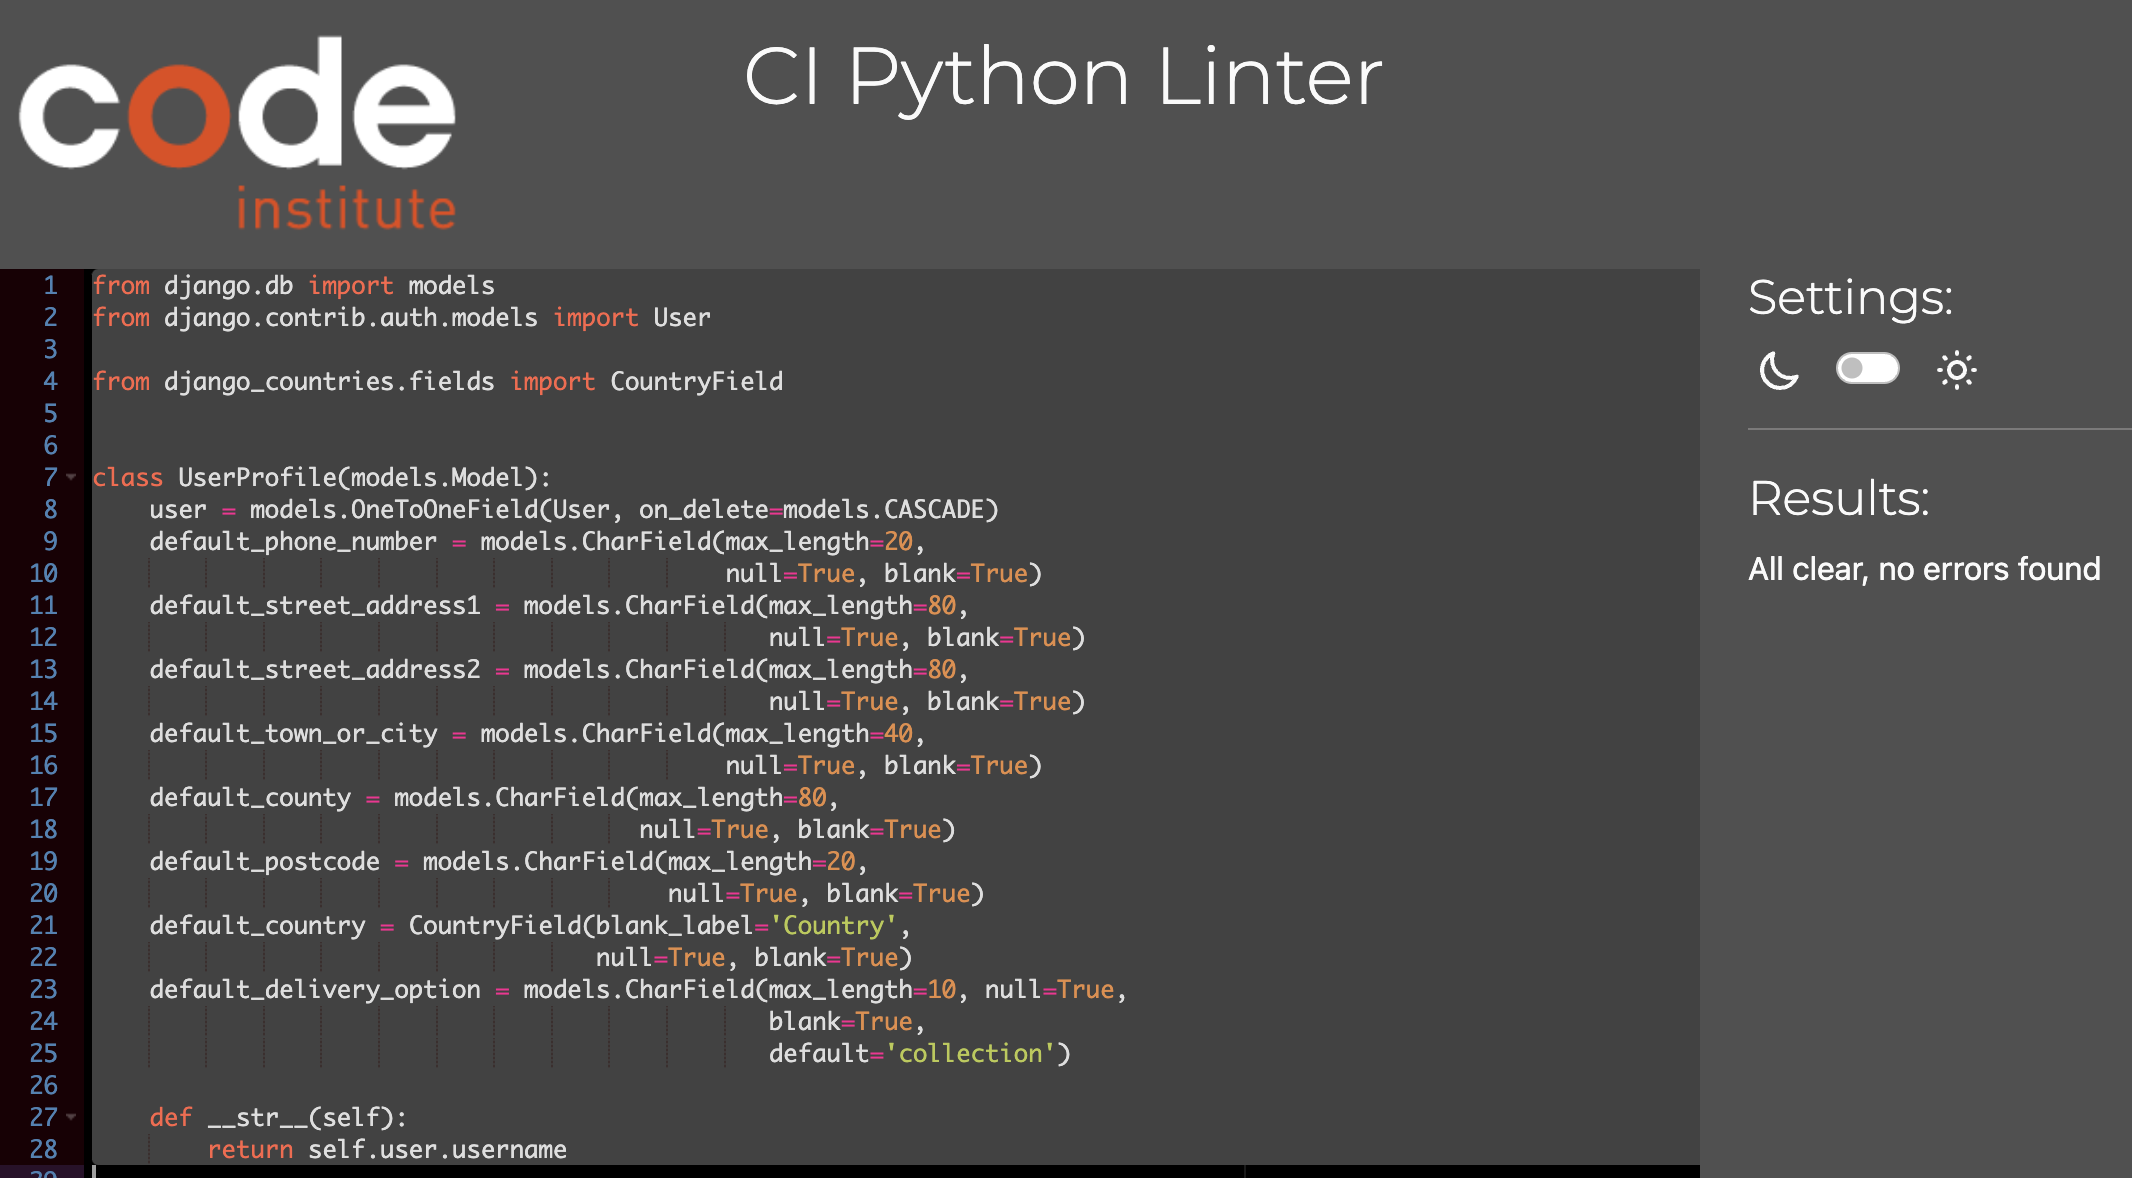 code
institute
CI Python Linter
1 from django.db import models
2 from django.contrib.auth.models import User
3
4 from django_countries.fields import CountryField
5
6
7 class UserProfile(models.Model):
8     user = models.OneToOneField(User, on_delete=models.CASCADE)
9     default_phone_number = models.CharField(max_length=20,
10                                             null=True, blank=True)
11     default_street_address1 = models.CharField(max_length=80,
12                                                null=True, blank=True)
13     default_street_address2 = models.CharField(max_length=80,
14                                                null=True, blank=True)
15     default_town_or_city = models.CharField(max_length=40,
16                                             null=True, blank=True)
17     default_county = models.CharField(max_length=80,
18                                       null=True, blank=True)
19     default_postcode = models.CharField(max_length=20,
20                                         null=True, blank=True)
21     default_country = CountryField(blank_label='Country',
22                                    null=True, blank=True)
23     default_delivery_option = models.CharField(max_length=10, null=True,
24                                                blank=True,
25                                                default='collection')
26
27     def __str__(self):
28         return self.user.username
Settings:
Results:
All clear, no errors found